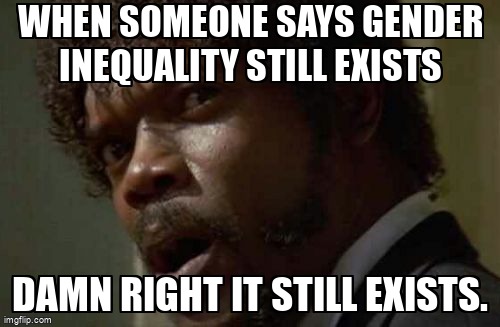 WHEN SOMEONE SAYS GENDER
INEQUALITY STILL EXISTS
DAMN RIGHT IT STILL EXISTS.
imgflip.com